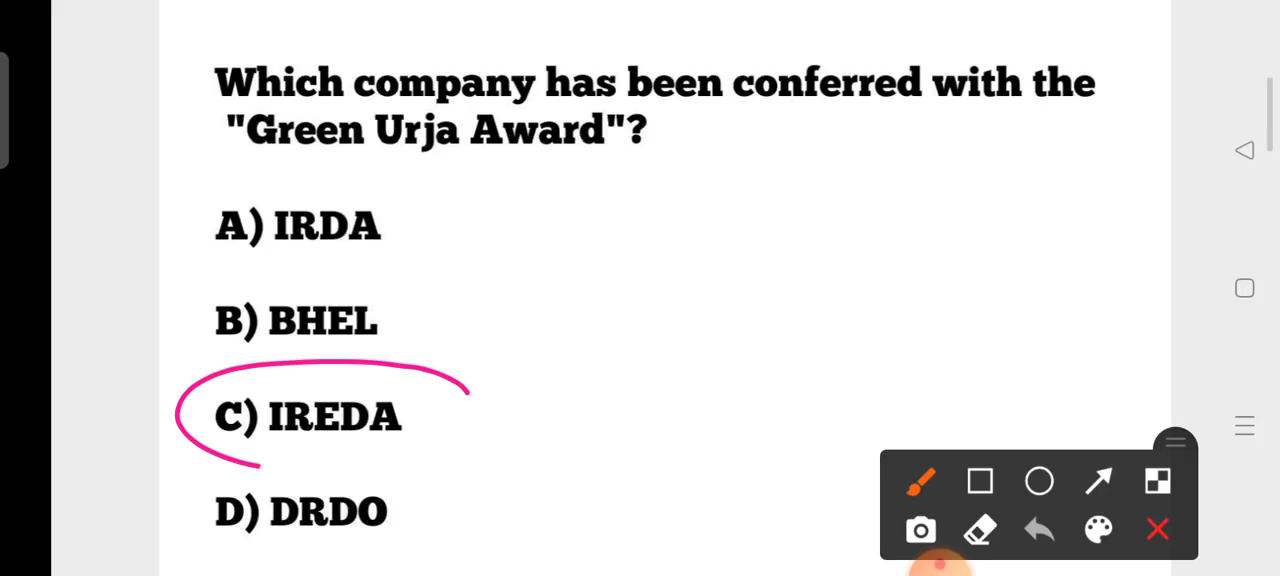 Which company has been conferred with the
"Green Urja Award"?
A) IRDA
B) BHEL
C) IREDA
D) DRDO